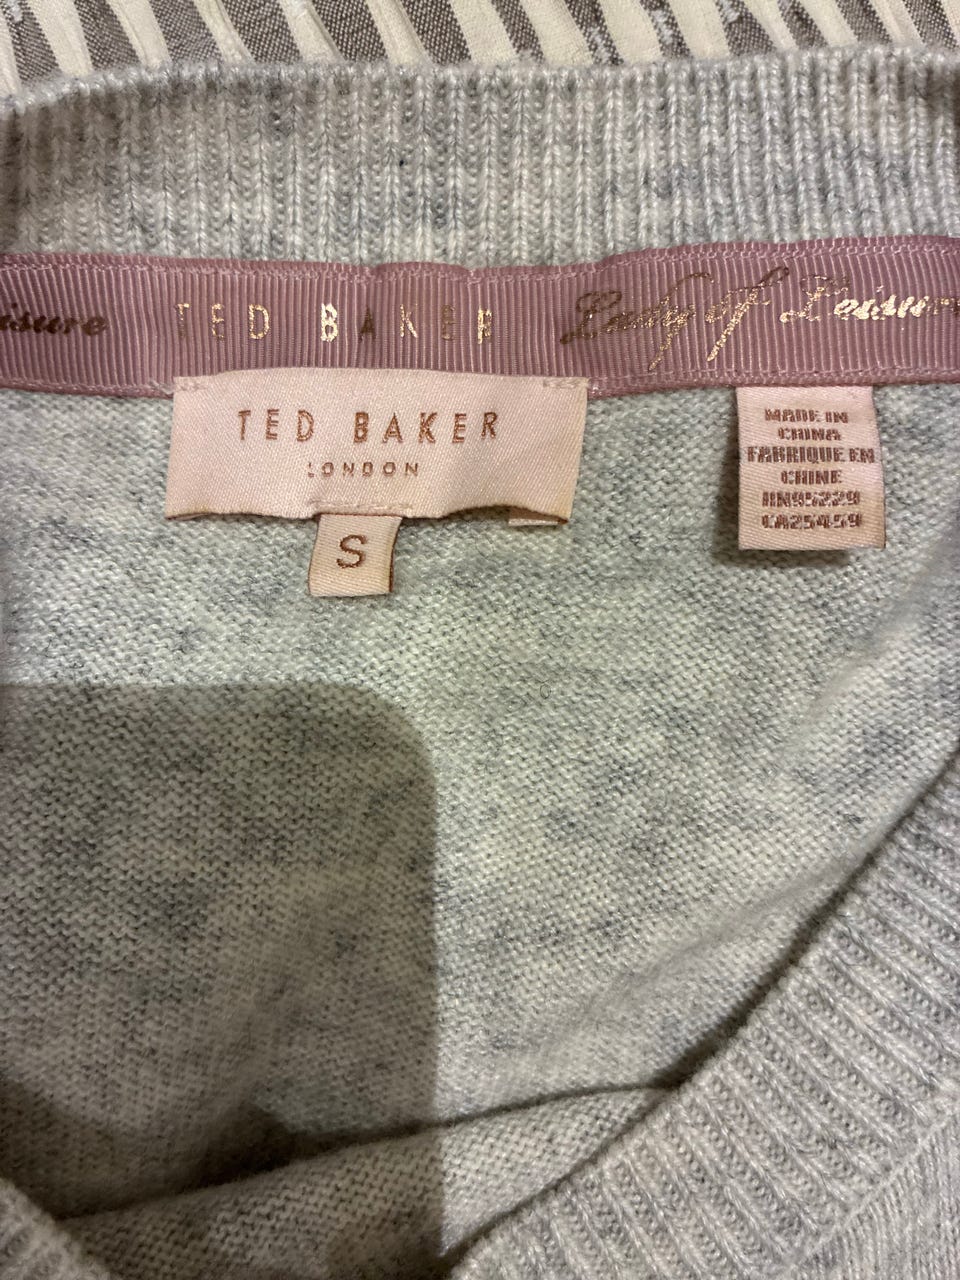 isure TED BAKER Lady of Leisure
TED BAKER
LONDON
S
MADE IN
CHINA
FABRIQUE EN
CHINE
RN95229
CA25459